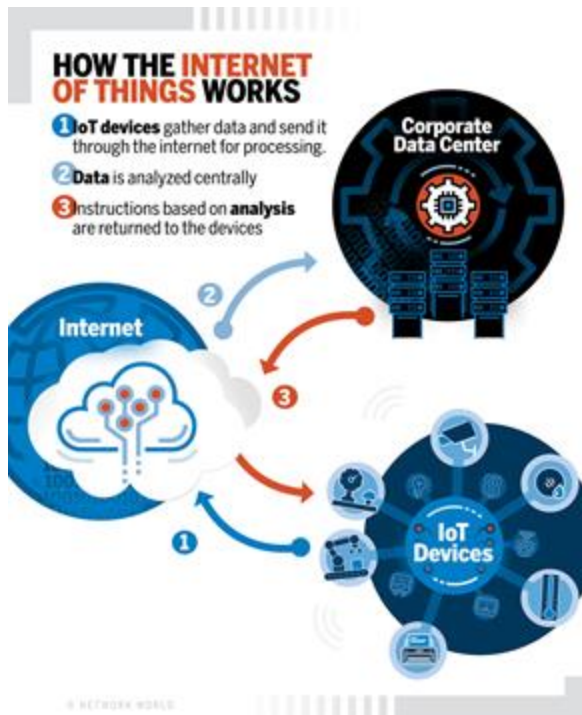 HOW THE INTERNET
OF THINGS WORKS
1 IoT devices gather data and send it
through the internet for processing.
2 Data is analyzed centrally
3 Instructions based on analysis
are returned to the devices
Corporate
Data Center
2
Internet
3
1
IoT
Devices
© NETWORK WORLD